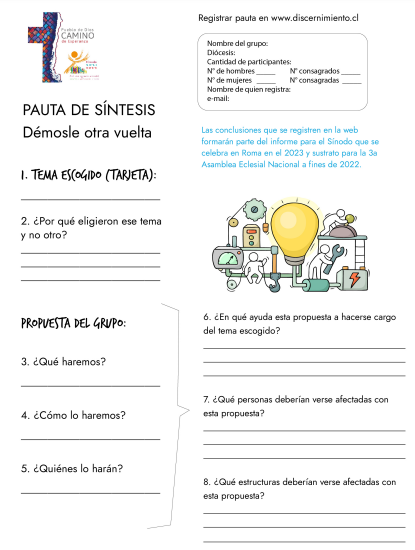 Pueblo de Dios
CAMINO
de Esperanza
Registrar pauta en www.discernimiento.cl
Nombre del grupo:
Diócesis:
Cantidad de participantes:
N° de hombres _____ N° consagrados _____
N° de mujeres _____ N° consagradas _____
Nombre de quien registra:
e-mail:
PAUTA DE SÍNTESIS
Démosle otra vuelta
Las conclusiones que se registren en la web
formarán parte del informe para el Sínodo que se
celebra en Roma en el 2023 y sustrato para la 3a
Asamblea Eclesial Nacional a fines de 2022.
1. TEMA ESCOGIDO (TARJETA):
2. ¿Por qué eligieron ese tema
y no otro?
PROPUESTA DEL GRUPO:
3. ¿Qué haremos?
4. ¿Cómo lo haremos?
5. ¿Quiénes lo harán?
6. ¿En qué ayuda esta propuesta a hacerse cargo
del tema escogido?
7. ¿Qué personas deberían verse afectadas con
esta propuesta?
8. ¿Qué estructuras deberían verse afectadas con
esta propuesta?